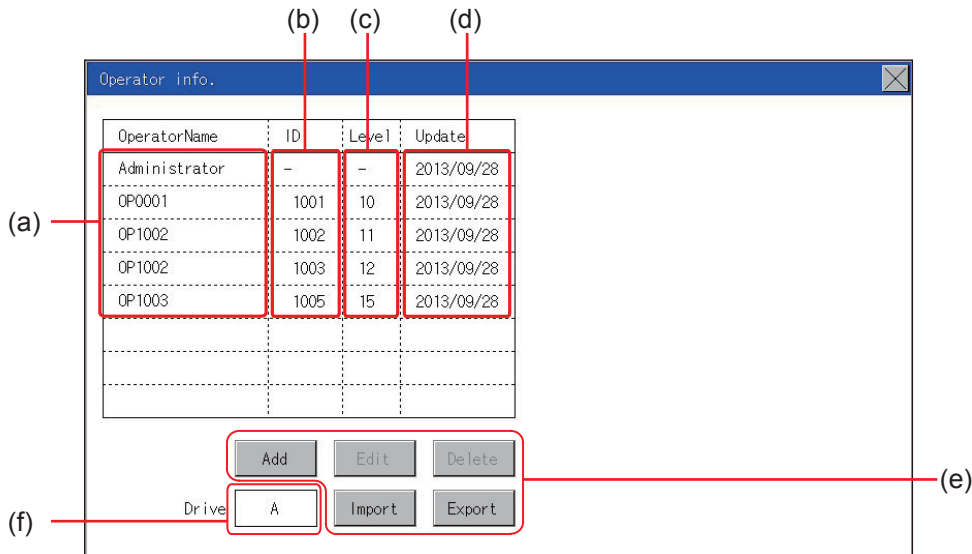 (b) (c) (d)
Operator info.
OperatorName ID Level Update
Administrator - - 2013/09/28
OP0001 1001 10 2013/09/28
(a)
OP1002 1002 11 2013/09/28
OP1002 1003 12 2013/09/28
OP1003 1005 15 2013/09/28
Add Edit Delete
(e)
(f) Drive A Import Export